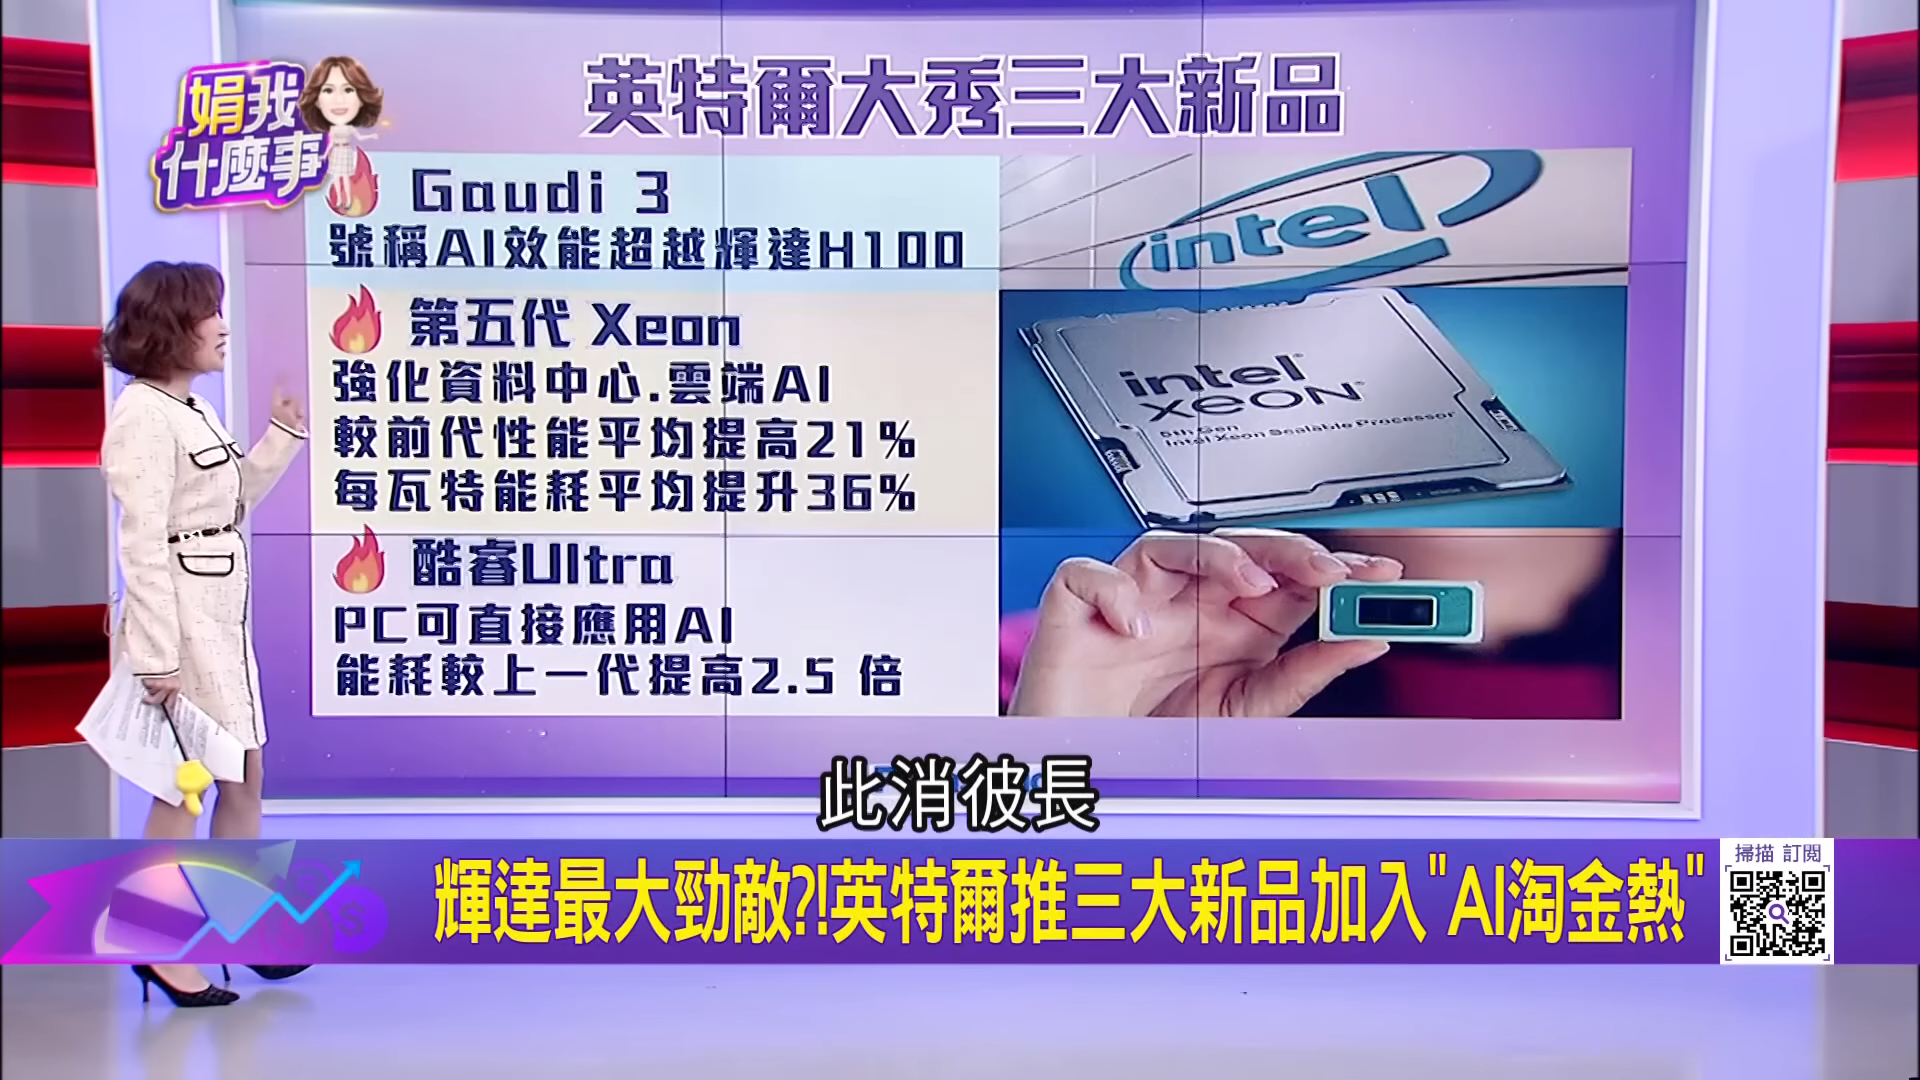 娟我
什麼事
英特爾大秀三大新品
Gaudi 3
號稱AI效能超越輝達H100
第五代 Xeon
強化資料中心.雲端AI
較前代性能平均提高21%
每瓦特能耗平均提升36%
酷睿Ultra
PC可直接應用AI
能耗較上一代提高2.5 倍
intel
intel
XEON
5th Gen
Intel Xeon Scalable Processor
此消彼長
輝達最大勁敵?!英特爾推三大新品加入"AI淘金熱"
掃描 訂閱